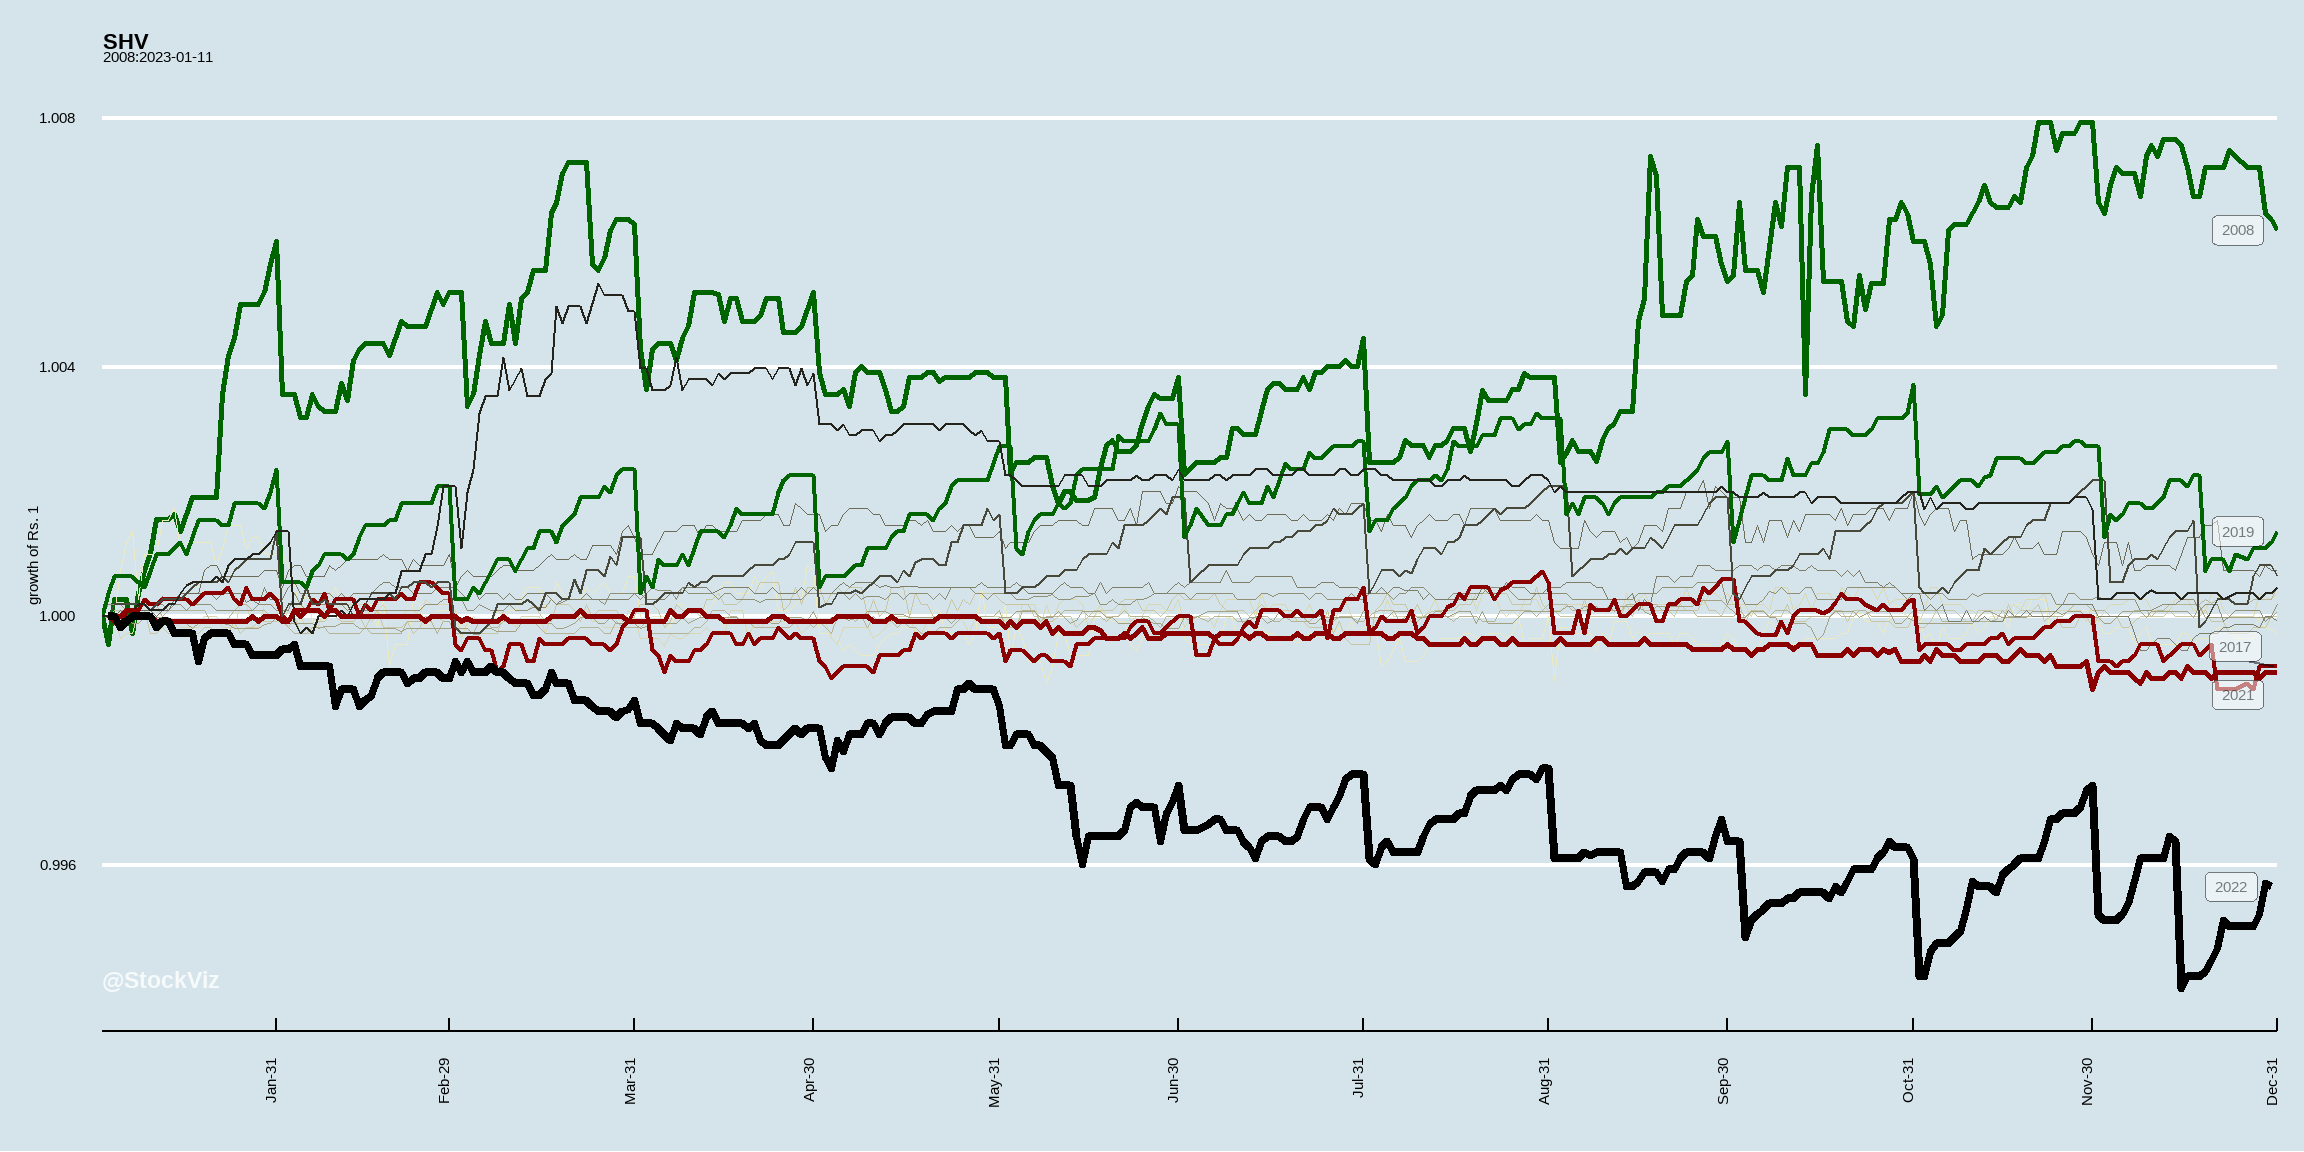 SHV
2008:2023-01-11
1.008
1.004
1.000
0.996
growth of Rs. 1
2008
2019
2017
2021
2022
@StockViz
Jan-31
Feb-29
Mar-31
Apr-30
May-31
Jun-30
Jul-31
Aug-31
Sep-30
Oct-31
Nov-30
Dec-31